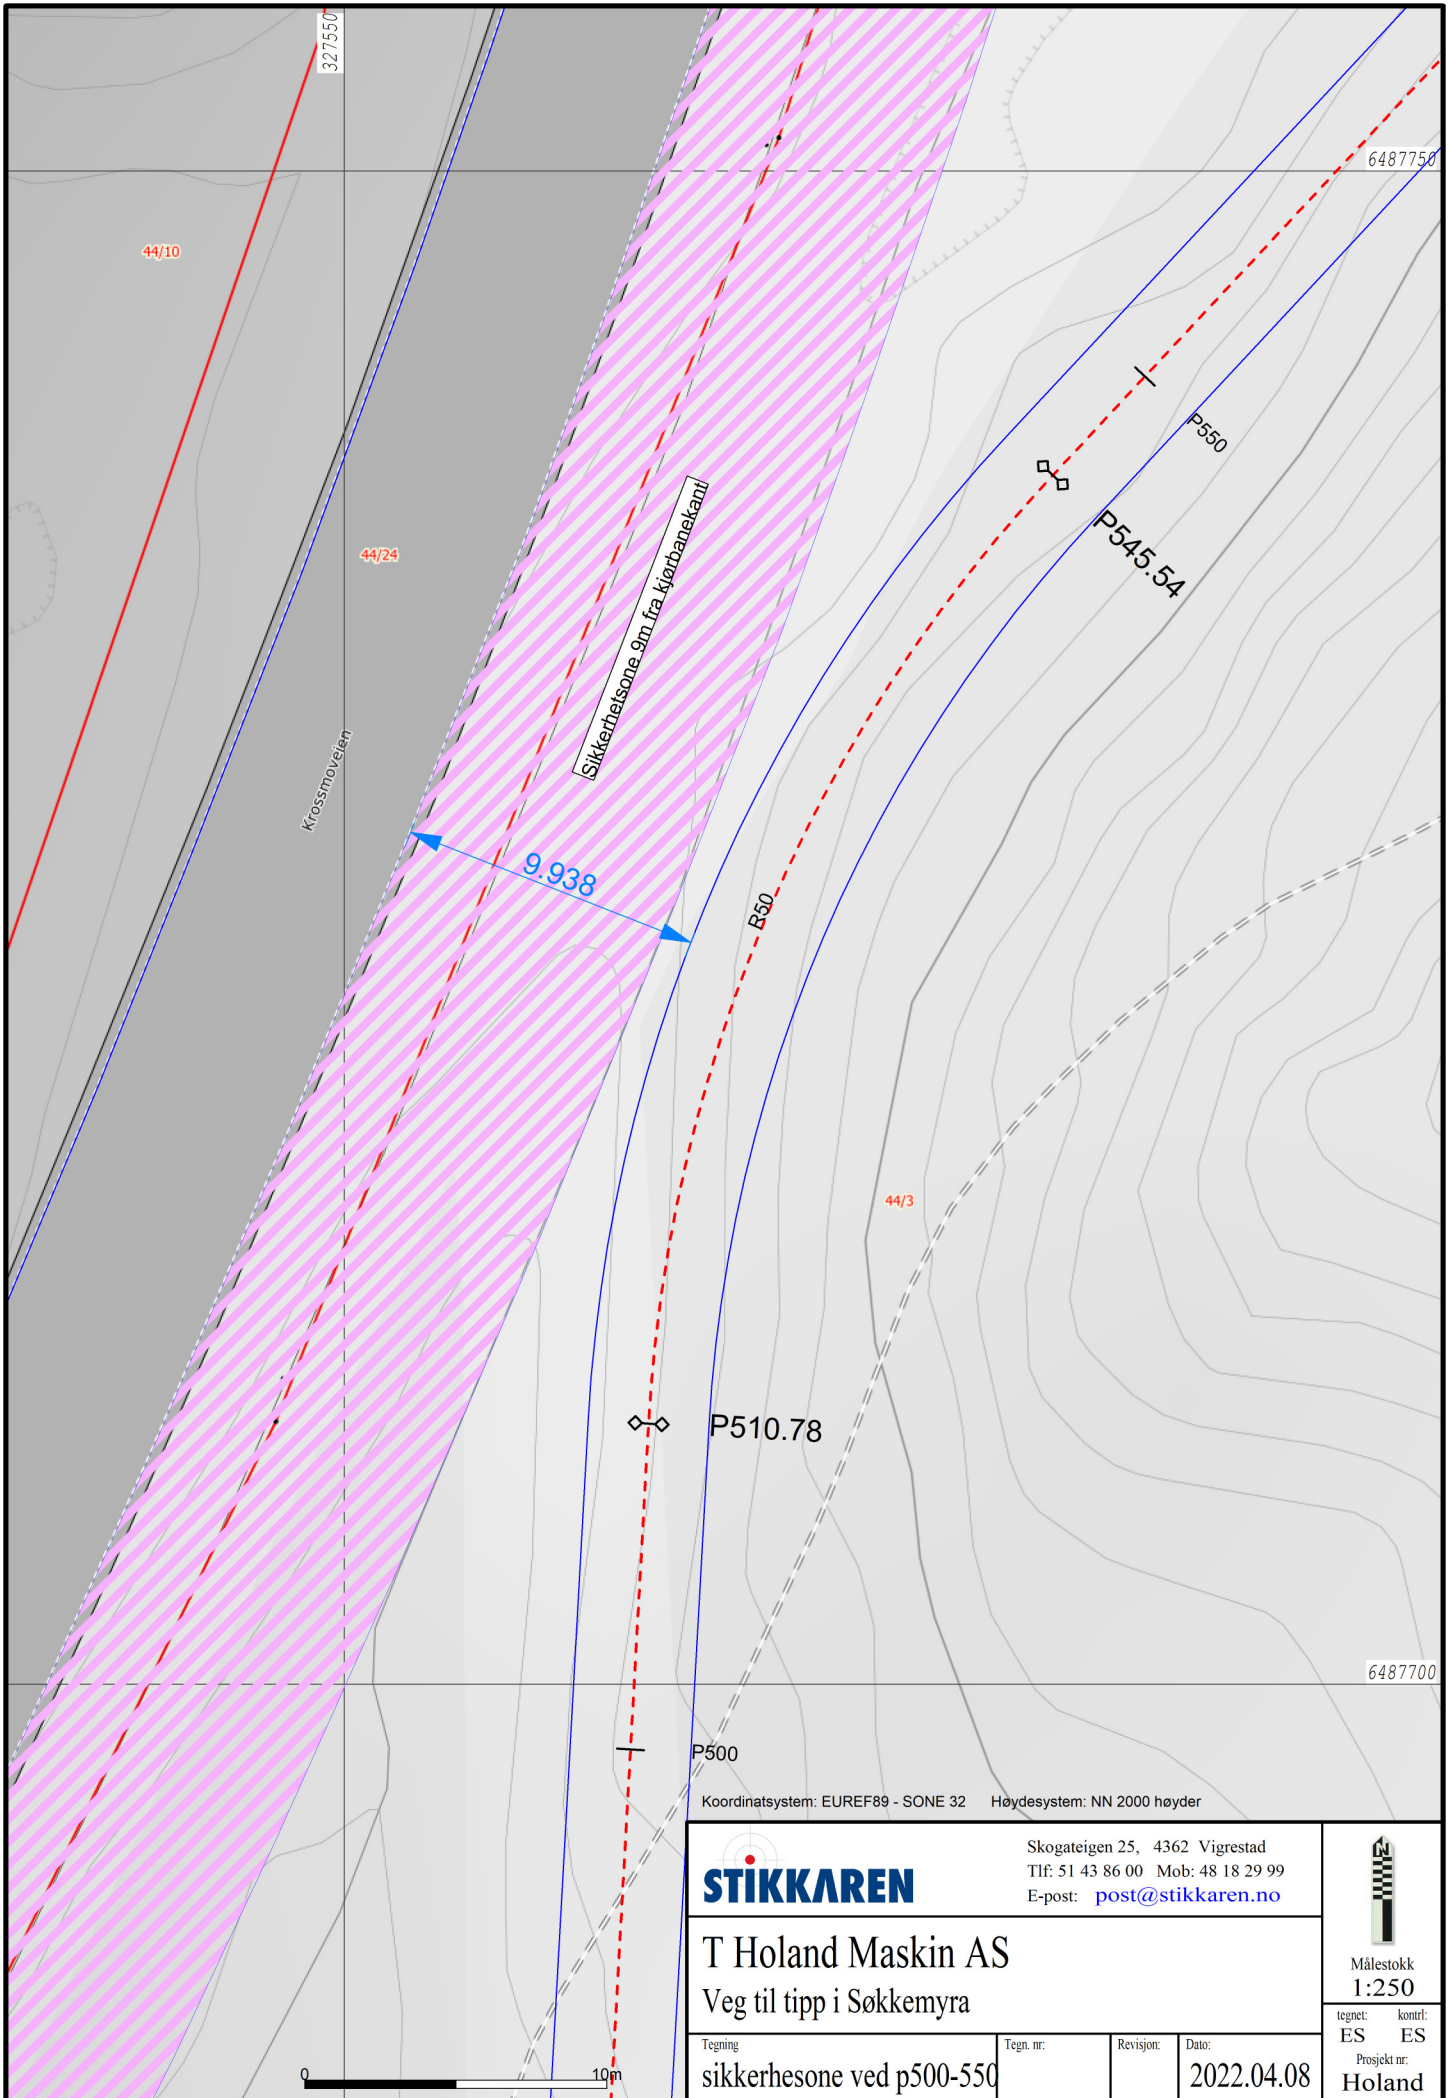 327550
6487750
44/10
P550
44/24
Sikkerhetsone 9m fra kjørbanekant
P545.54
Krossmoveien
9.938
R50
44/3
P510.78
6487700
P500
Koordinatsystem: EUREF89 - SONE 32 Høydesystem: NN 2000 høyder
STIKKAREN
Skogateigen 25, 4362 Vigrestad
Tlf: 51 43 86 00 Mob: 48 18 29 99
E-post: post@stikkaren.no
N
T Holand Maskin AS
Veg til tipp i Søkkemyra
Målestokk
1:250
tegnet: kontrl:
ES ES
Prosjekt nr:
Holand
Tegning
sikkerhesone ved p500-550
Tegn. nr:
Revisjon:
Dato:
2022.04.08
0 10m